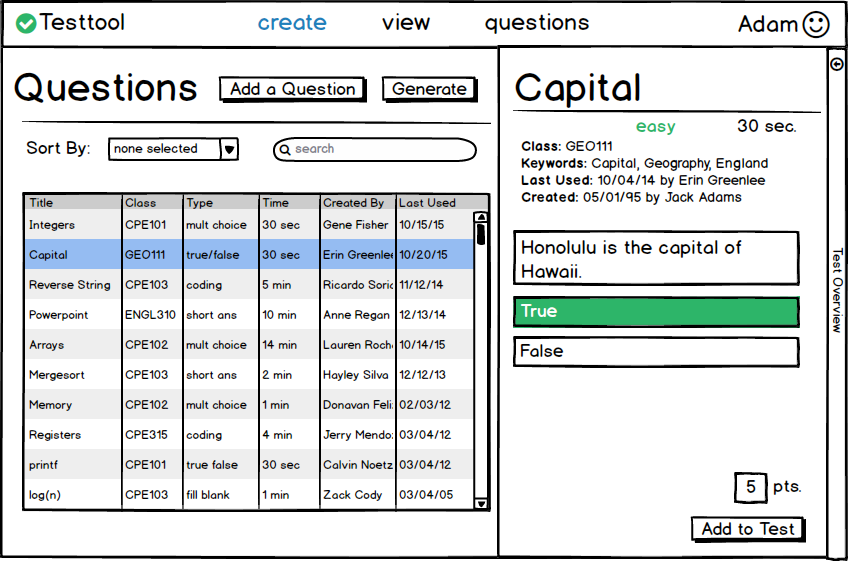 Testtool create view questions Adam
Questions Add a Question Generate
Sort By: none selected search
Title Class Type Time Created By Last Used
Integers CPE101 mult choice 30 sec Gene Fisher 10/15/15
Capital GEO111 true/false 30 sec Erin Greenlee 10/20/15
Reverse String CPE103 coding 5 min Ricardo Soric 11/12/14
Powerpoint ENGL310 short ans 10 min Anne Regan 12/13/14
Arrays CPE102 mult choice 14 min Lauren Roch 10/14/15
Mergesort CPE103 short ans 2 min Hayley Silva 12/12/13
Memory CPE102 mult choice 1 min Donavan Feli 02/03/12
Registers CPE315 coding 4 min Jerry Mendo 03/04/12
printf CPE101 true false 30 sec Calvin Noetz 03/04/12
log(n) CPE103 fill blank 1 min Zack Cody 03/04/05
Capital
easy 30 sec.
Class: GEO111
Keywords: Capital, Geography, England
Last Used: 10/04/14 by Erin Greenlee
Created: 05/01/95 by Jack Adams
Honolulu is the capital of
Hawaii.
True
False
5 pts.
Add to Test
Test Overview